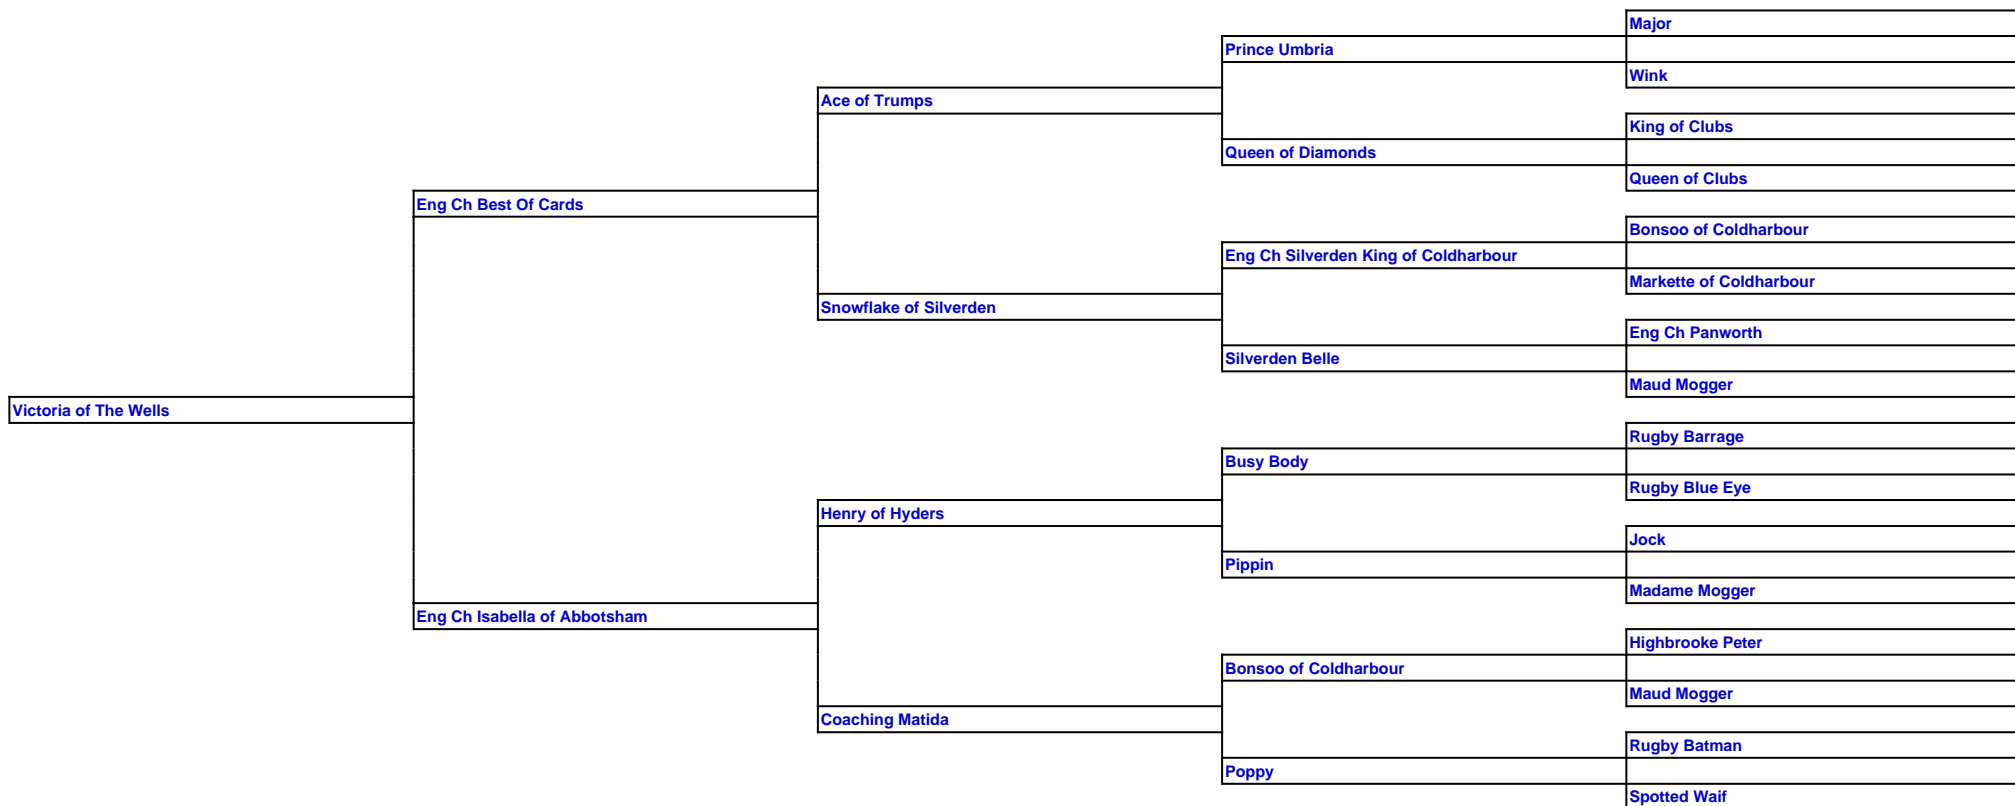 Major
Prince Umbria
Wink
Ace of Trumps
King of Clubs
Queen of Diamonds
Queen of Clubs
Eng Ch Best Of Cards
Bonsoo of Coldharbour
Eng Ch Silverden King of Coldharbour
Markette of Coldharbour
Snowflake of Silverden
Eng Ch Panworth
Silverden Belle
Maud Mogger
Victoria of The Wells
Rugby Barrage
Busy Body
Rugby Blue Eye
Henry of Hyders
Jock
Pippin
Madame Mogger
Eng Ch Isabella of Abbotsham
Highbrooke Peter
Bonsoo of Coldharbour
Maud Mogger
Coaching Matida
Rugby Batman
Poppy
Spotted Waif